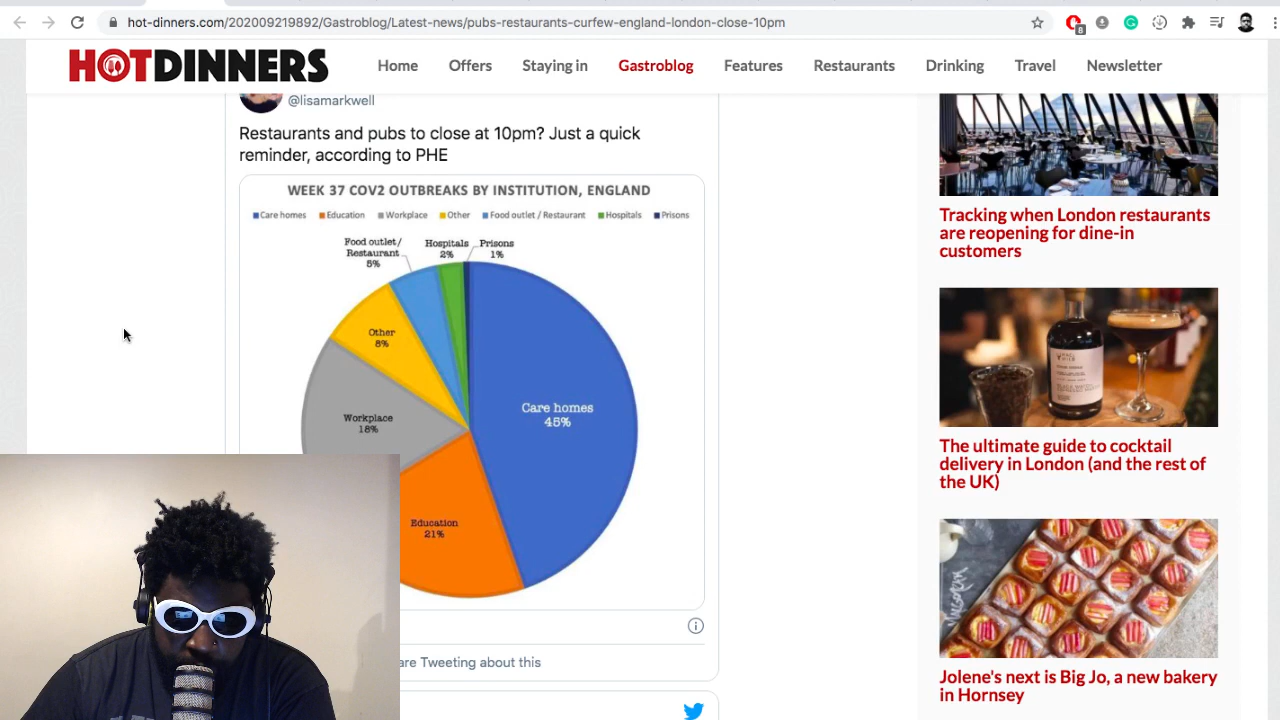 hot-dinners.com/202009219892/Gastroblog/Latest-news/pubs-restaurants-curfew-england-london-close-10pm
8
HOTDINNERS
Home Offers Staying in Gastroblog Features Restaurants Drinking Travel Newsletter
@lisamarkwell
Restaurants and pubs to close at 10pm? Just a quick
reminder, according to PHE
WEEK 37 COV2 OUTBREAKS BY INSTITUTION, ENGLAND
Care homes Education Workplace Other Food outlet / Restaurant Hospitals Prisons
Food outlet/
Restaurant
5%
Hospitals
2%
Prisons
1%
Other
8%
Workplace
18%
Care homes
45%
Education
21%
are Tweeting about this
Tracking when London restaurants
are reopening for dine-in
customers
The ultimate guide to cocktail
delivery in London (and the rest of
the UK)
Jolene's next is Big Jo, a new bakery
in Hornsey